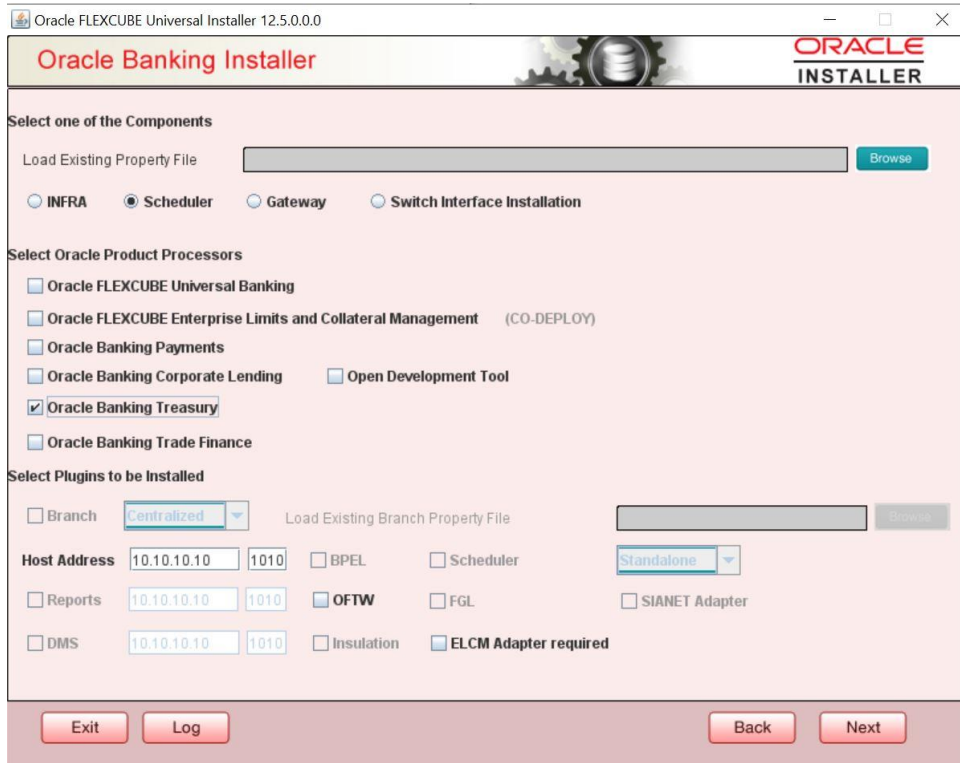 Oracle FLEXCUBE Universal Installer 12.5.0.0.0
Oracle Banking Installer
ORACLE
INSTALLER
Select one of the Components
Load Existing Property File Browse
INFRA Scheduler Gateway Switch Interface Installation
Select Oracle Product Processors
Oracle FLEXCUBE Universal Banking
Oracle FLEXCUBE Enterprise Limits and Collateral Management (CO-DEPLOY)
Oracle Banking Payments
Oracle Banking Corporate Lending Open Development Tool
Oracle Banking Treasury
Oracle Banking Trade Finance
Select Plugins to be Installed
Branch Centralized Load Existing Branch Property File Browse
Host Address 10.10.10.10 1010 BPEL Scheduler Standalone
Reports 10.10.10.10 1010 OFTW FGL SIANET Adapter
DMS 10.10.10.10 1010 Insulation ELCM Adapter required
Exit Log Back Next